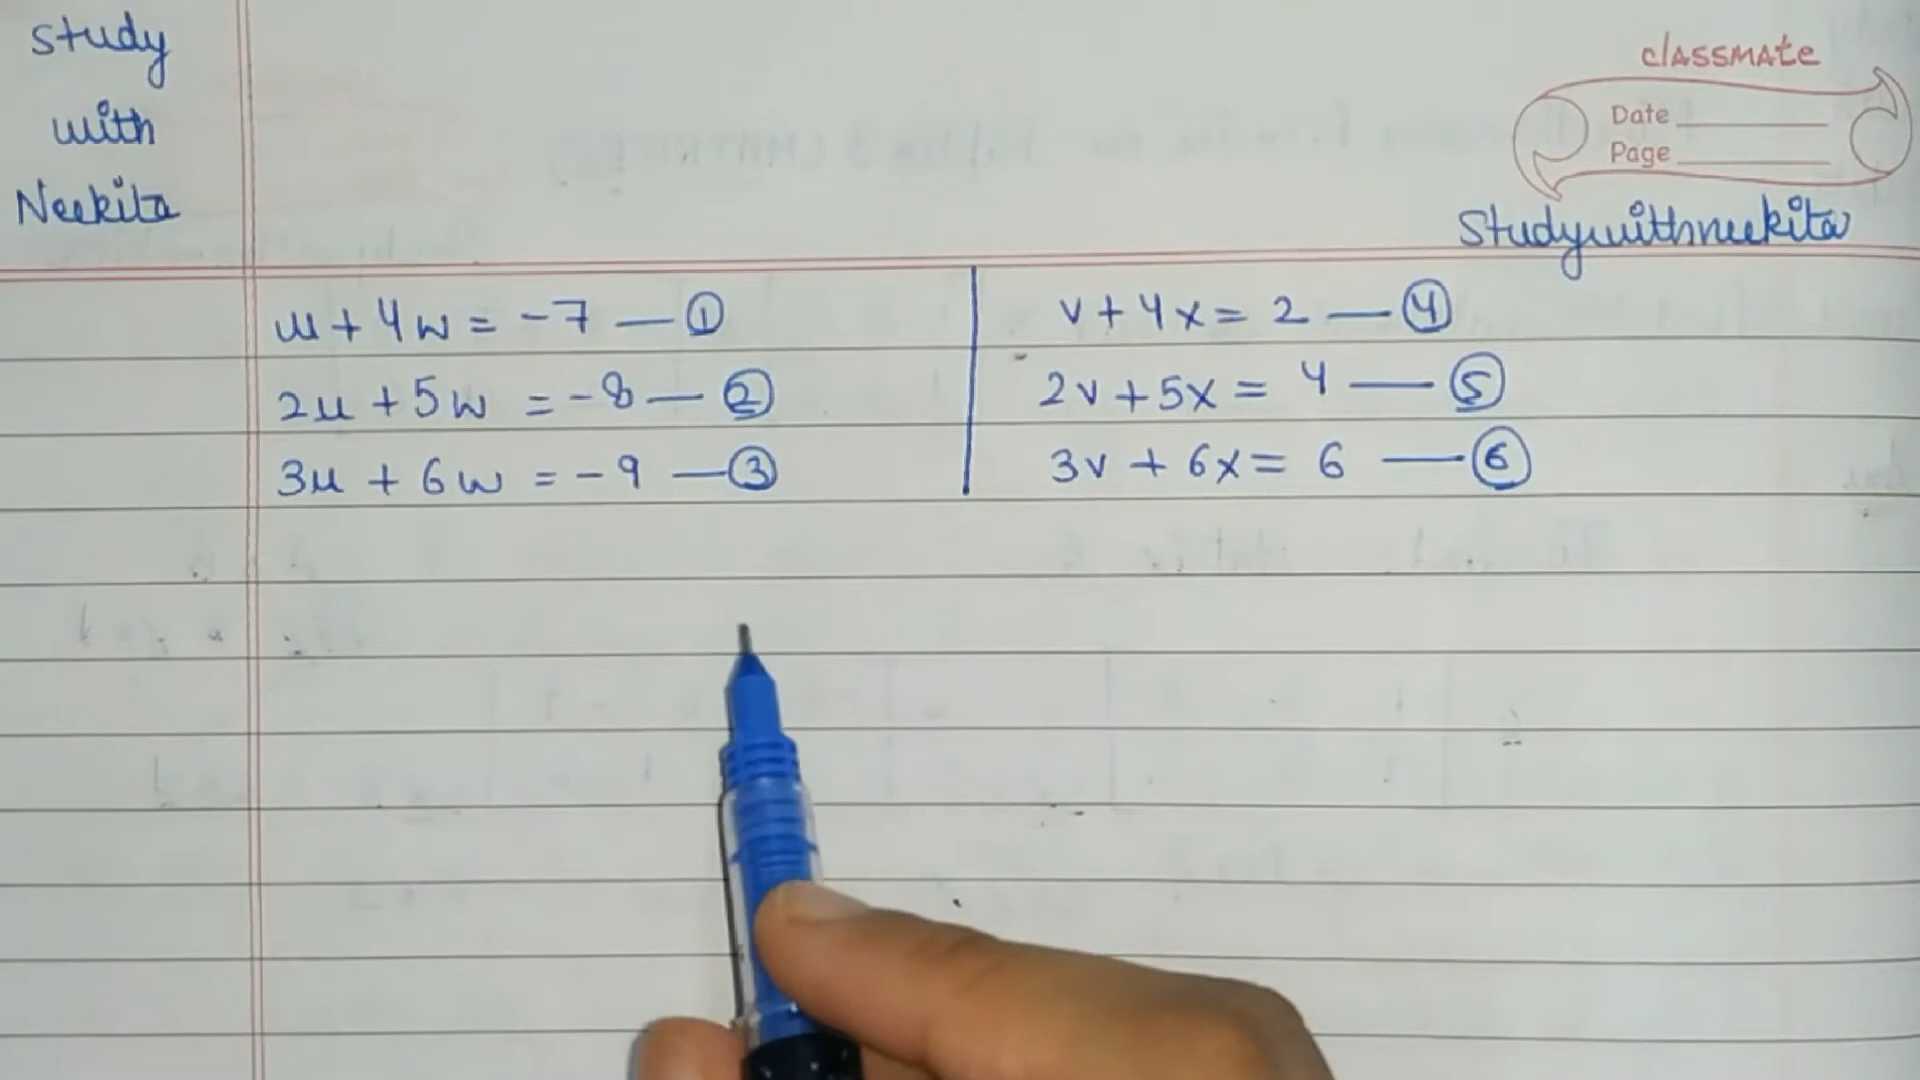 study
with
Neekita
classmate
Date
Page
Studywithneekita
u + 4w = -7 — ①
2u + 5w = -8 — ②
3u + 6w = -9 — ③
v + 4x = 2 — ④
2v + 5x = 4 — ⑤
3v + 6x = 6 — ⑥